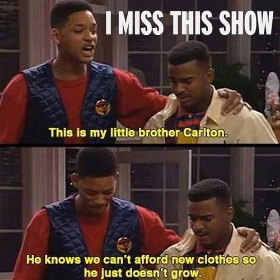 I MISS THIS SHOW
This is my little brother Carlton.
He knows we can't afford new clothes so
he just doesn't grow.